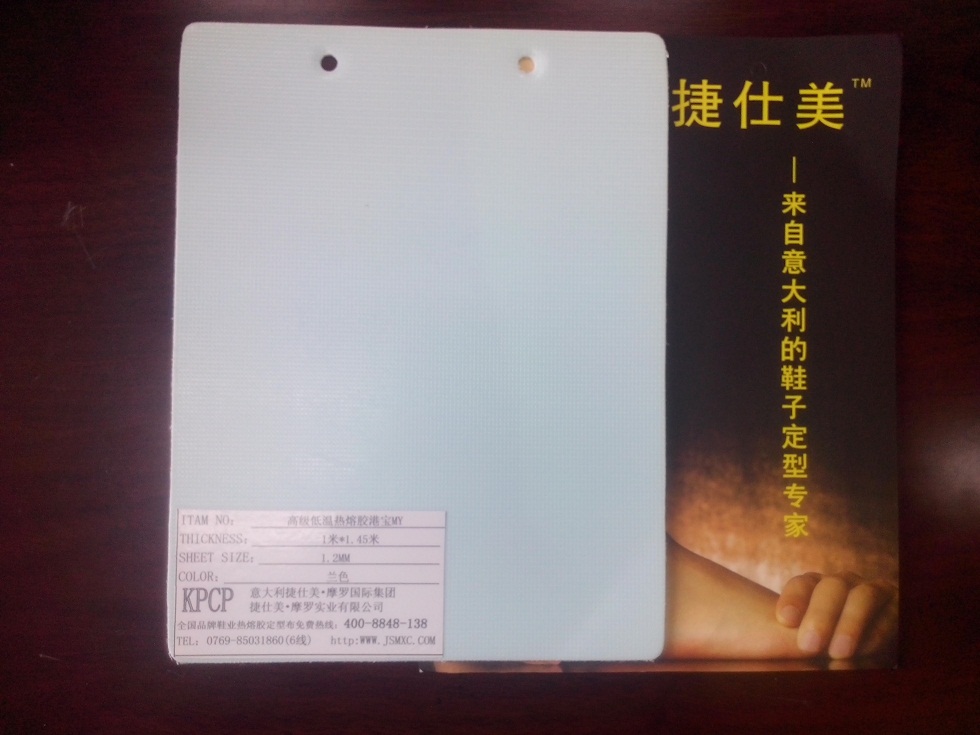 捷仕美™
—来自意大利的鞋子定型专家
ITAM NO: 高级低温热熔胶港宝MY
THICKNESS: 1米*1.45米
SHEET SIZE: 1.2MM
COLOR: 兰色
KPCP 意大利捷仕美•摩罗国际集团
捷仕美•摩罗实业有限公司
全国品牌鞋业热熔胶定型布免费热线: 400-8848-138
TEL: 0769-85031860(6线) http:WWW.JSMXC.COM